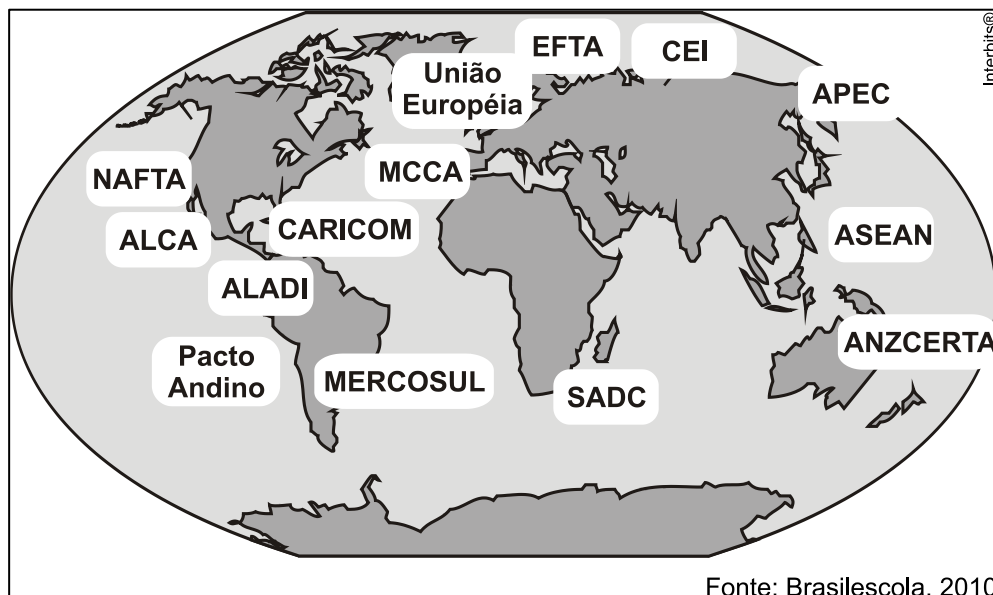 EFTA
CEI
União
Européia
APEC
MCCA
NAFTA
CARICOM
ALCA
ASEAN
ALADI
ANZCERTA
Pacto
Andino
MERCOSUL
SADC
Interbits®
Fonte: Brasilescola, 2010